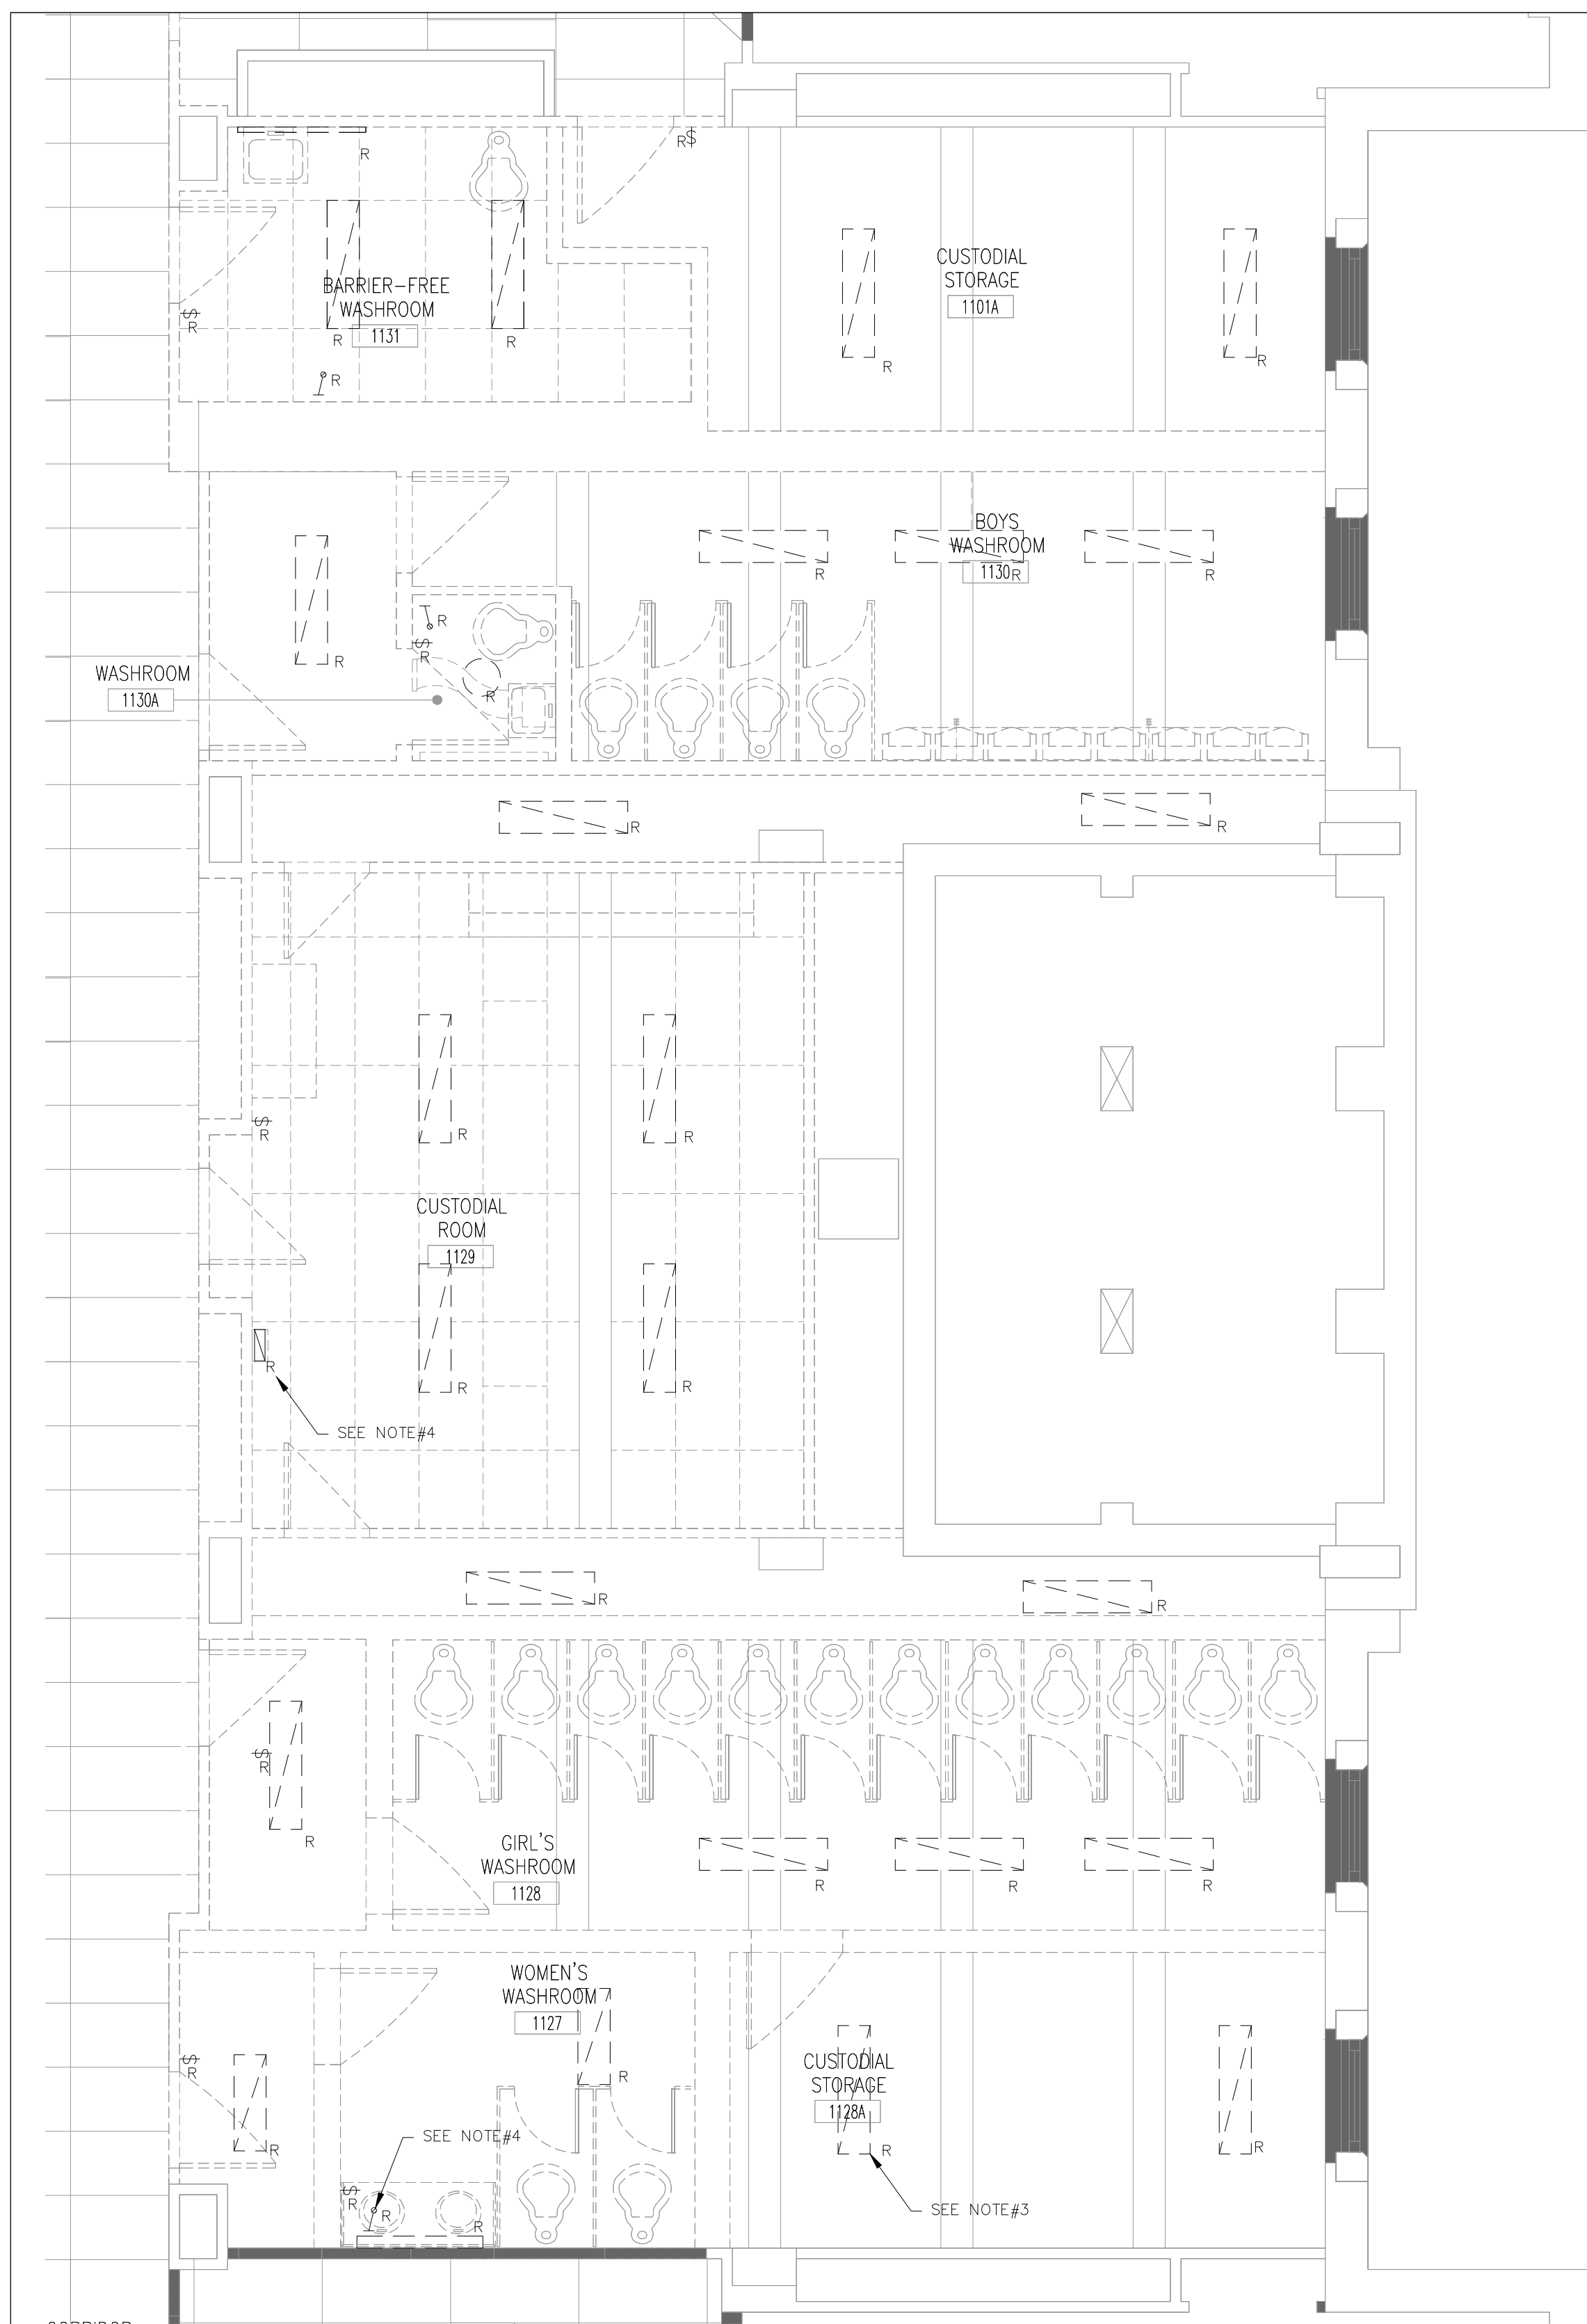 R
R$
BARRIER-FREE
WASHROOM
1131
R
R
$
R
R
CUSTODIAL
STORAGE
1101A
R
R
BOYS
WASHROOM
1130
R
R
R
R
R
$
R
R
WASHROOM
1130A
R
R
$
R
R
R
CUSTODIAL
ROOM
1129
R
R
R
SEE NOTE#4
R
R
$
R
R
GIRL'S
WASHROOM
1128
R
R
R
WOMEN'S
WASHROOM
1127
R
$
R
R
CUSTODIAL
STORAGE
1128A
R
R
SEE NOTE#4
$
R
R
R
SEE NOTE#3